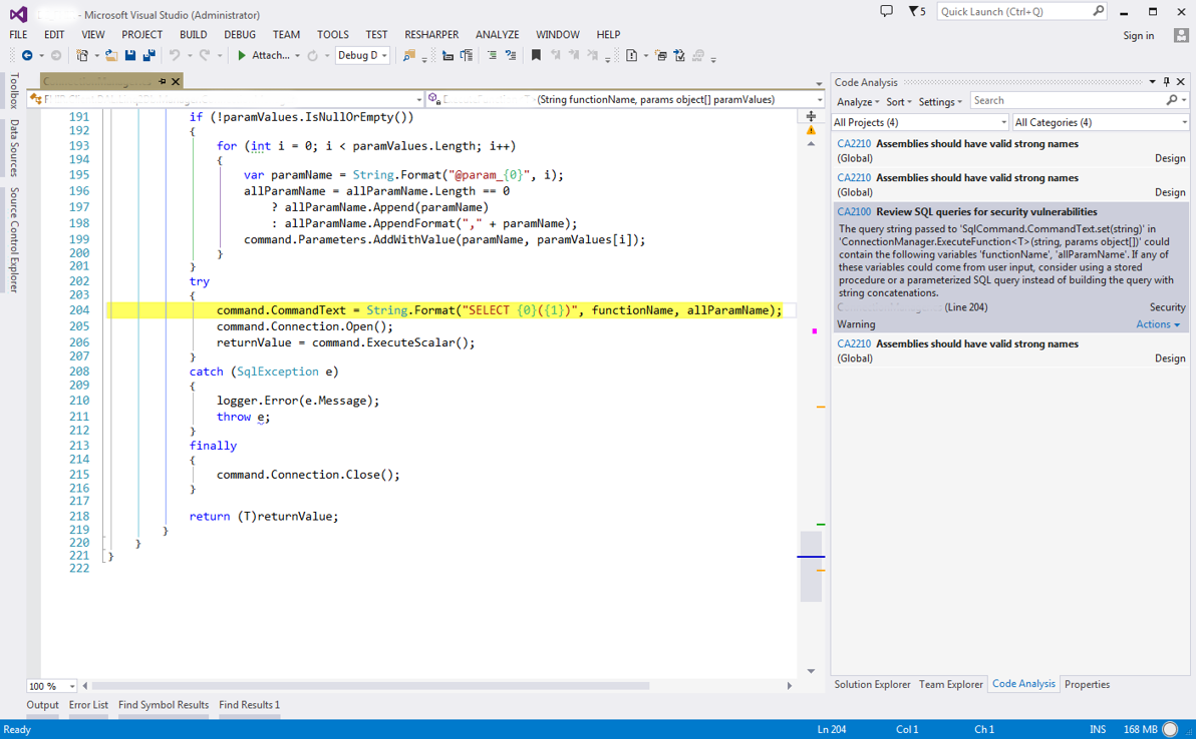 - Microsoft Visual Studio (Administrator)
5
Quick Launch (Ctrl+Q)
FILE EDIT VIEW PROJECT BUILD DEBUG TEAM TOOLS TEST RESHARPER ANALYZE WINDOW HELP
Sign in
Attach...
Debug D
Toolbox
Data Sources
Source Control Explorer
(String functionName, params object[] paramValues)
191 if (!paramValues.IsNullOrEmpty())
192 {
193 for (int i = 0; i < paramValues.Length; i++)
194 {
195 var paramName = String.Format("@param_{0}", i);
196 allParamName = allParamName.Length == 0
197 ? allParamName.Append(paramName)
198 : allParamName.AppendFormat("," + paramName);
199 command.Parameters.AddWithValue(paramName, paramValues[i]);
200 }
201 }
202 try
203 {
204 command.CommandText = String.Format("SELECT {0}({1})", functionName, allParamName);
205 command.Connection.Open();
206 returnValue = command.ExecuteScalar();
207 }
208 catch (SqlException e)
209 {
210 logger.Error(e.Message);
211 throw e;
212 }
213 finally
214 {
215 command.Connection.Close();
216 }
217
218 return (T)returnValue;
219 }
220 }
221 }
222
100 %
Code Analysis
Analyze Sort Settings Search
All Projects (4) All Categories (4)
CA2210 Assemblies should have valid strong names
(Global) Design
CA2210 Assemblies should have valid strong names
(Global) Design
CA2100 Review SQL queries for security vulnerabilities
The query string passed to 'SqlCommand.CommandText.set(string)' in
'ConnectionManager.ExecuteFunction<T>(string, params object[])' could
contain the following variables 'functionName', 'allParamName'. If any of
these variables could come from user input, consider using a stored
procedure or a parameterized SQL query instead of building the query with
string concatenations.
(Line 204) Security
Warning Actions
CA2210 Assemblies should have valid strong names
(Global) Design
Solution Explorer Team Explorer Code Analysis Properties
Output Error List Find Symbol Results Find Results 1
Ready Ln 204 Col 1 Ch 1 INS 168 MB